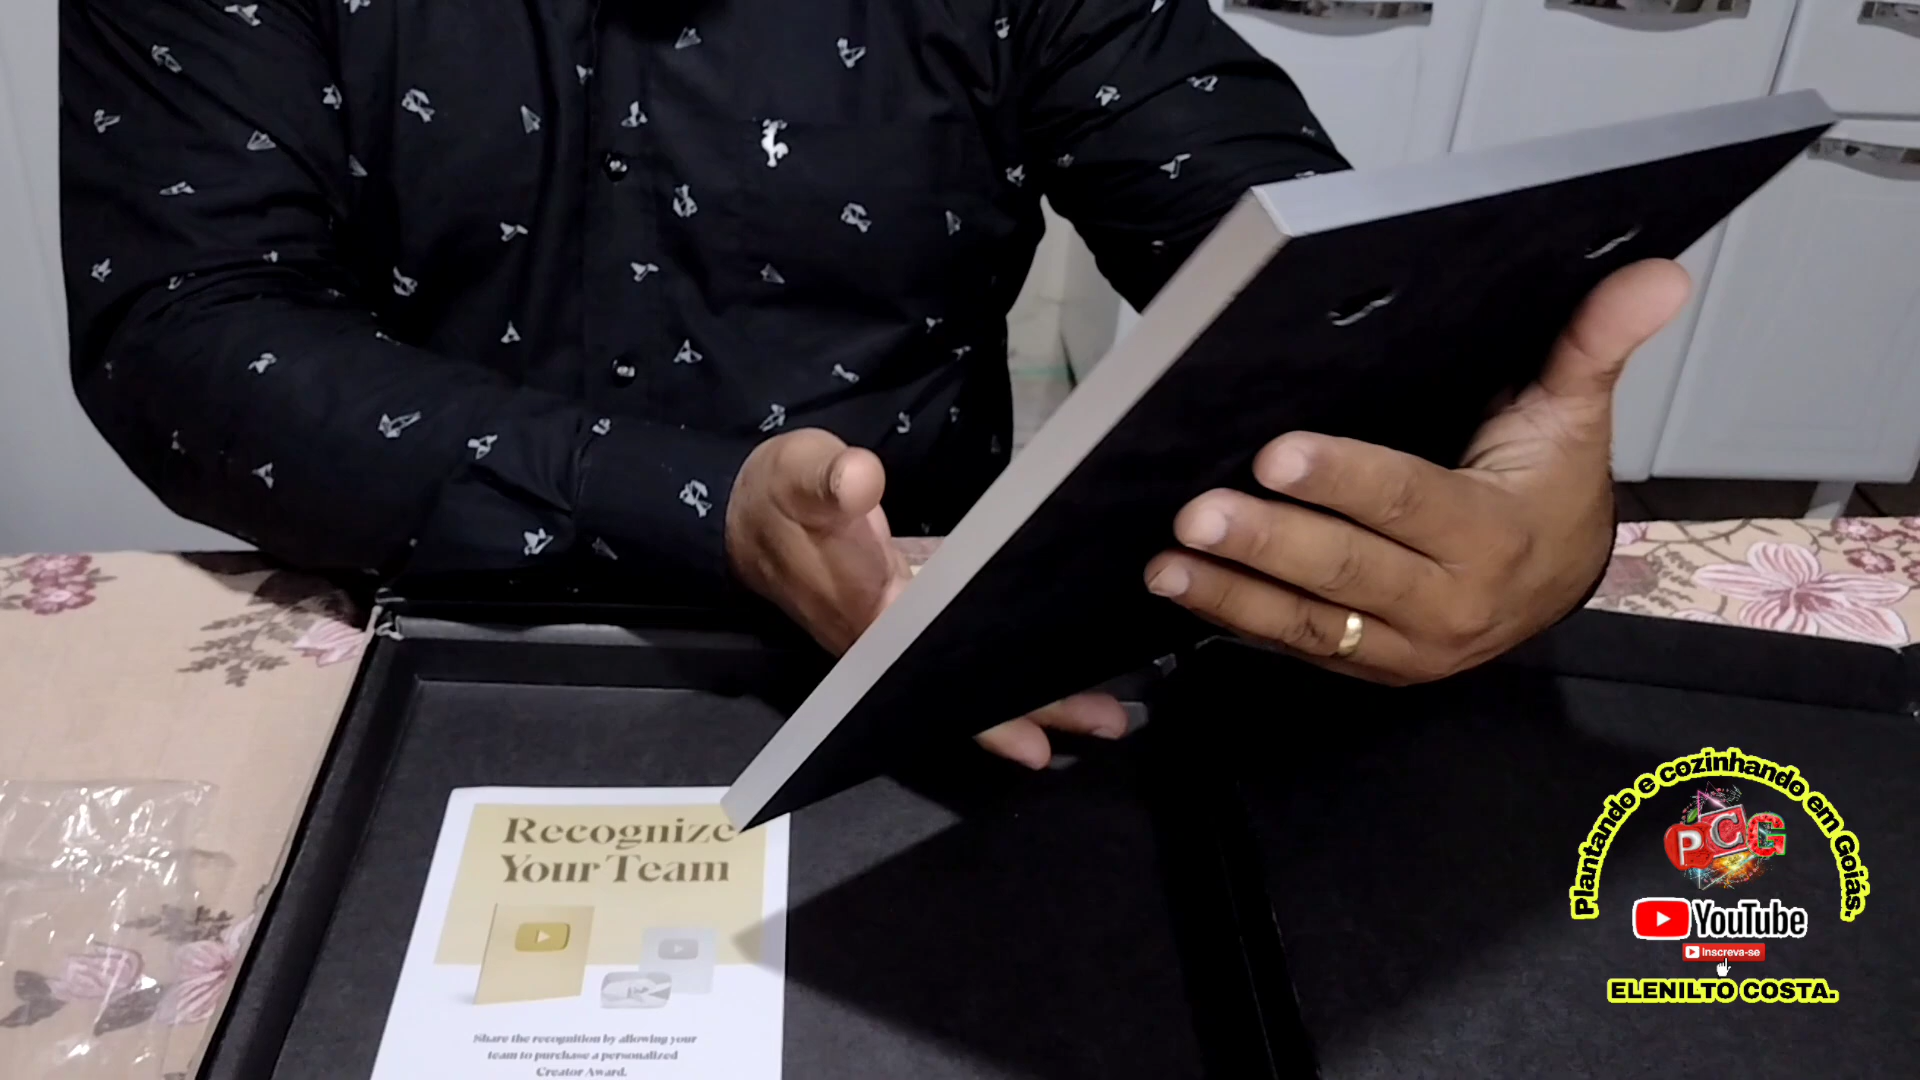 Recognize
Your Team
Share the recognition by allowing your
team to purchase a personalized
Creator Award.
Plantando e cozinhando em Goiás.
PCG
YouTube
Inscreva-se
ELENILTO COSTA.